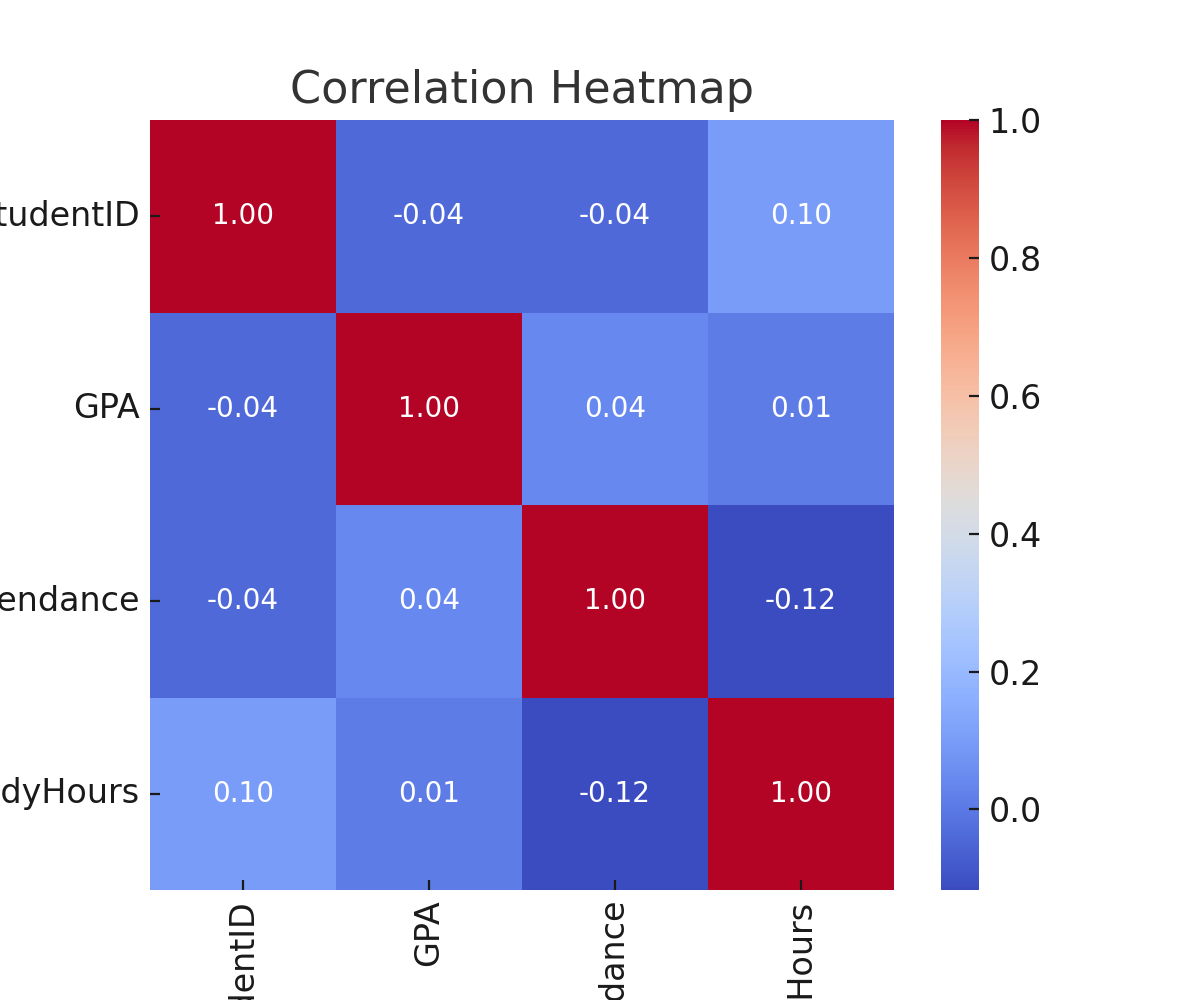 Correlation Heatmap
tudentID 1.00 -0.04 -0.04 0.10
GPA -0.04 1.00 0.04 0.01
endance -0.04 0.04 1.00 -0.12
dyHours 0.10 0.01 -0.12 1.00
dentID GPA dance Hours
1.0
0.8
0.6
0.4
0.2
0.0